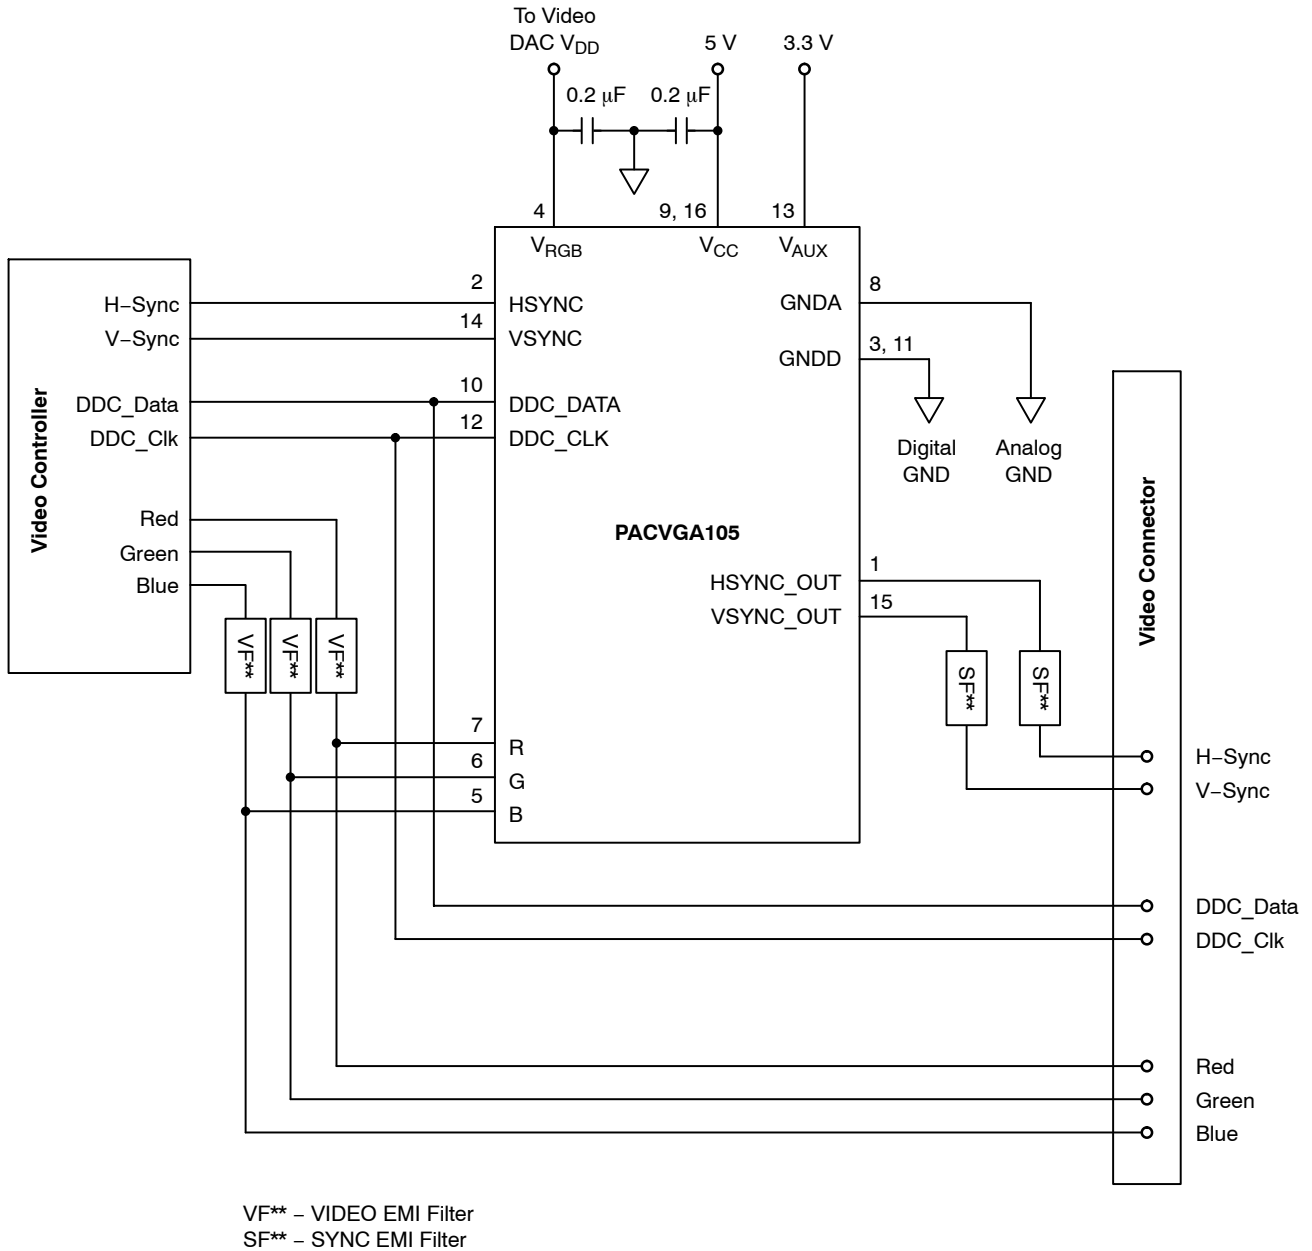 To Video
DAC VDD
5 V
3.3 V
0.2 μF
0.2 μF
4
9, 16
13
VRGB
VCC
VAUX
2
H–Sync
HSYNC
GNDA
8
14
V–Sync
VSYNC
GNDD
3, 11
10
DDC_Data
DDC_DATA
12
DDC_Clk
DDC_CLK
Digital
GND
Analog
GND
Video Controller
Red
Green
Blue
PACVGA105
Video Connector
HSYNC_OUT
1
VSYNC_OUT
15
VF**
VF**
VF**
SF**
SF**
7
R
6
G
5
B
H–Sync
V–Sync
DDC_Data
DDC_Clk
Red
Green
Blue
VF** – VIDEO EMI Filter
SF** – SYNC EMI Filter